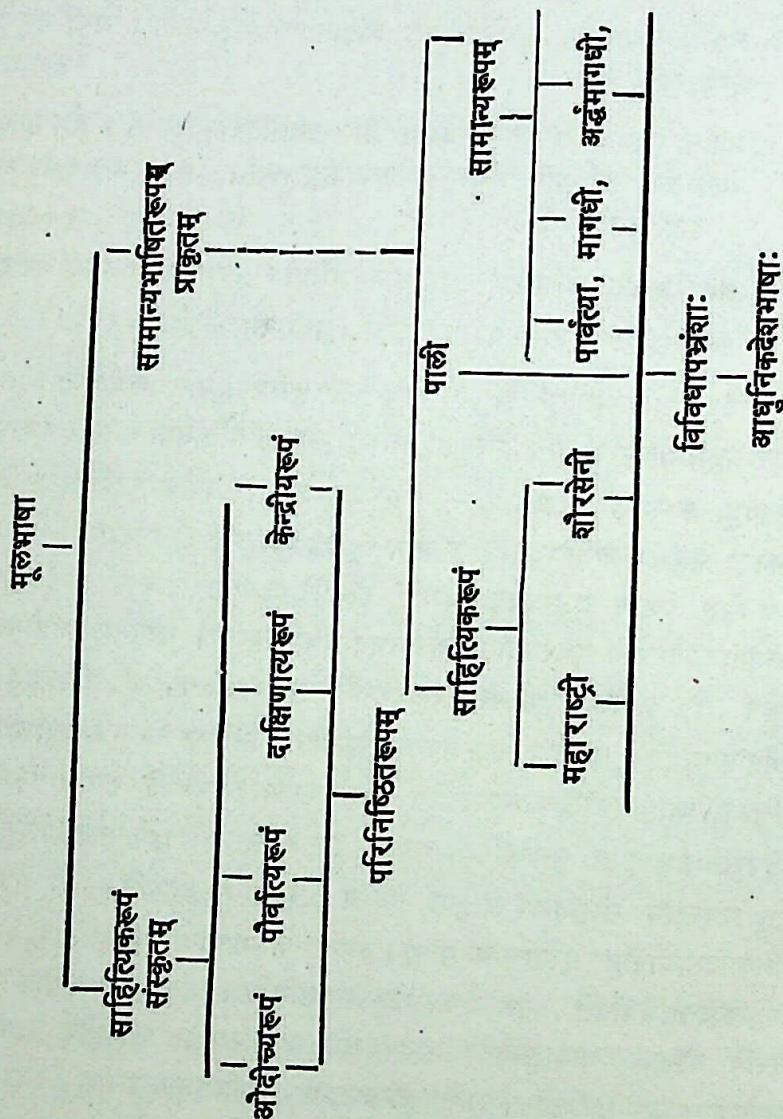 मूलभाषा
साहित्यिकरूपं
संस्कृतम्
सामान्यभाषितरूपञ्च
प्राकृतम्
औदीच्यरूपं पौर्वात्यरूपं दाक्षिणात्यरूपं केन्द्रीयरूपं
परिनिष्ठितरूपम्
साहित्यिकरूपं पाली सामान्यरूपम्
महाराष्ट्री शौरसेनी पार्वत्या, मागधी, अर्द्धमागधी,
विविधापभ्रंशाः
आधुनिकदेशभाषाः